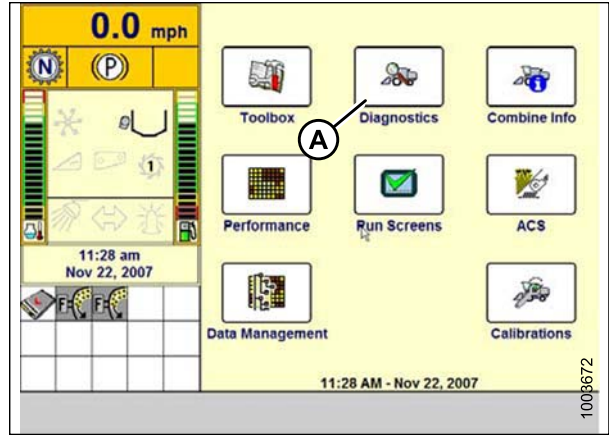 0.0 mph
N
(P)
1
11:28 am
Nov 22, 2007
F
F
Toolbox
Diagnostics
Combine Info
A
Performance
Run Screens
ACS
Data Management
Calibrations
11:28 AM - Nov 22, 2007
1003672